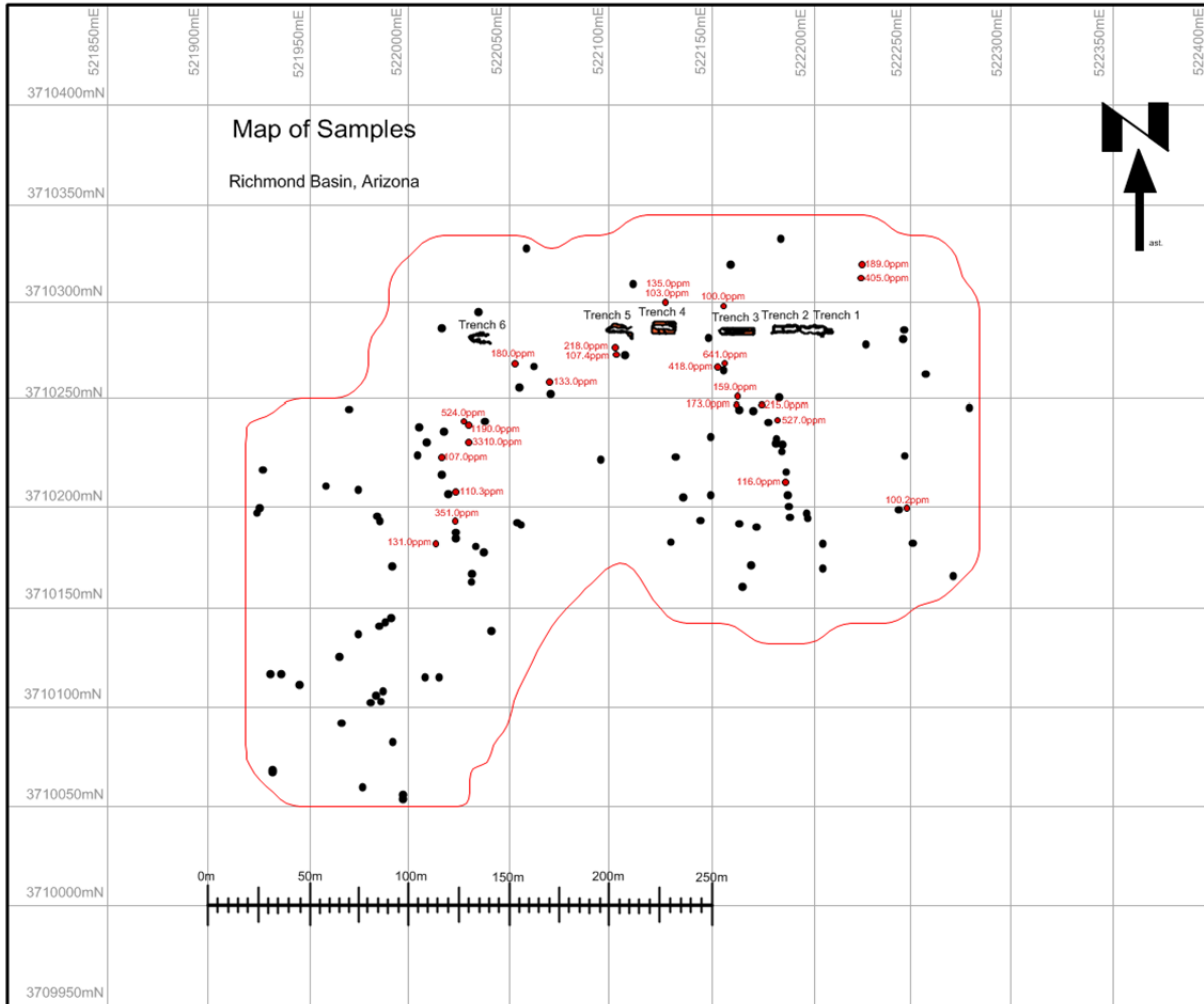 521850mE
521900mE
521950mE
522000mE
522050mE
522100mE
522150mE
522200mE
522250mE
522300mE
522350mE
522400mE
3710400mN
Map of Samples
N
Richmond Basin, Arizona
3710350mN
ast.
189.0ppm
405.0ppm
135.0ppm
103.0ppm
100.0ppm
3710300mN
Trench 6
Trench 5
Trench 4
Trench 3
Trench 2
Trench 1
218.0ppm
107.4ppm
180.0ppm
641.0ppm
418.0ppm
133.0ppm
159.0ppm
3710250mN
173.0ppm
215.0ppm
524.0ppm
1190.0ppm
527.0ppm
3310.0ppm
107.0ppm
116.0ppm
110.3ppm
3710200mN
100.2ppm
351.0ppm
131.0ppm
3710150mN
3710100mN
3710050mN
0m
50m
100m
150m
200m
250m
3710000mN
3709950mN